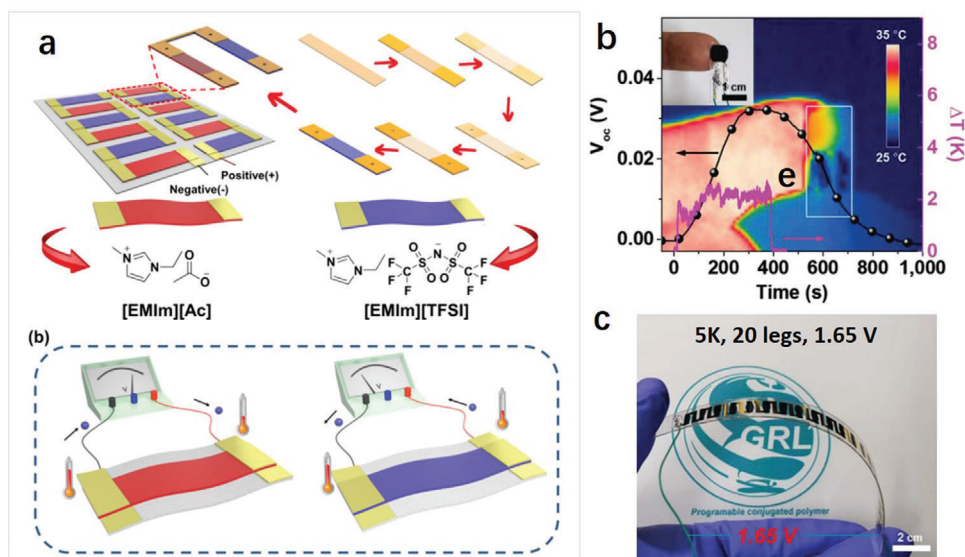 a
Positive(+)
Negative(-)
[EMIm][Ac]
[EMIm][TFSI]
N
+
N
O
O
-
N
+
N
O
-
O
N
F
S
S
F
C
C
F
O
O
F
F
F
(b)
V
V
b
35 °C
25 °C
1 cm
e
Voc (V)
0.04
0.02
0.00
ΔT (K)
8
6
4
2
0
0
200
400
600
800
1,000
Time (s)
c
5K, 20 legs, 1.65 V
GRL
Programable conjugated polymer
1.65 V
2 cm